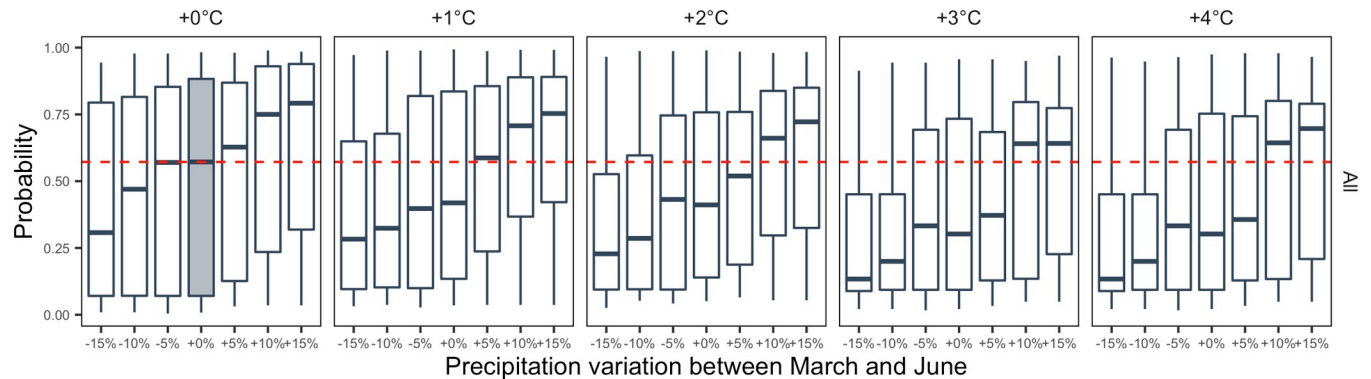 +0°C +1°C +2°C +3°C +4°C
1.00
0.75
0.50
0.25
0.00
Probability
All
-15% -10% -5% +0% +5% +10% +15% -15% -10% -5% +0% +5% +10% +15% -15% -10% -5% +0% +5% +10% +15% -15% -10% -5% +0% +5% +10% +15% -15% -10% -5% +0% +5% +10% +15%
Precipitation variation between March and June